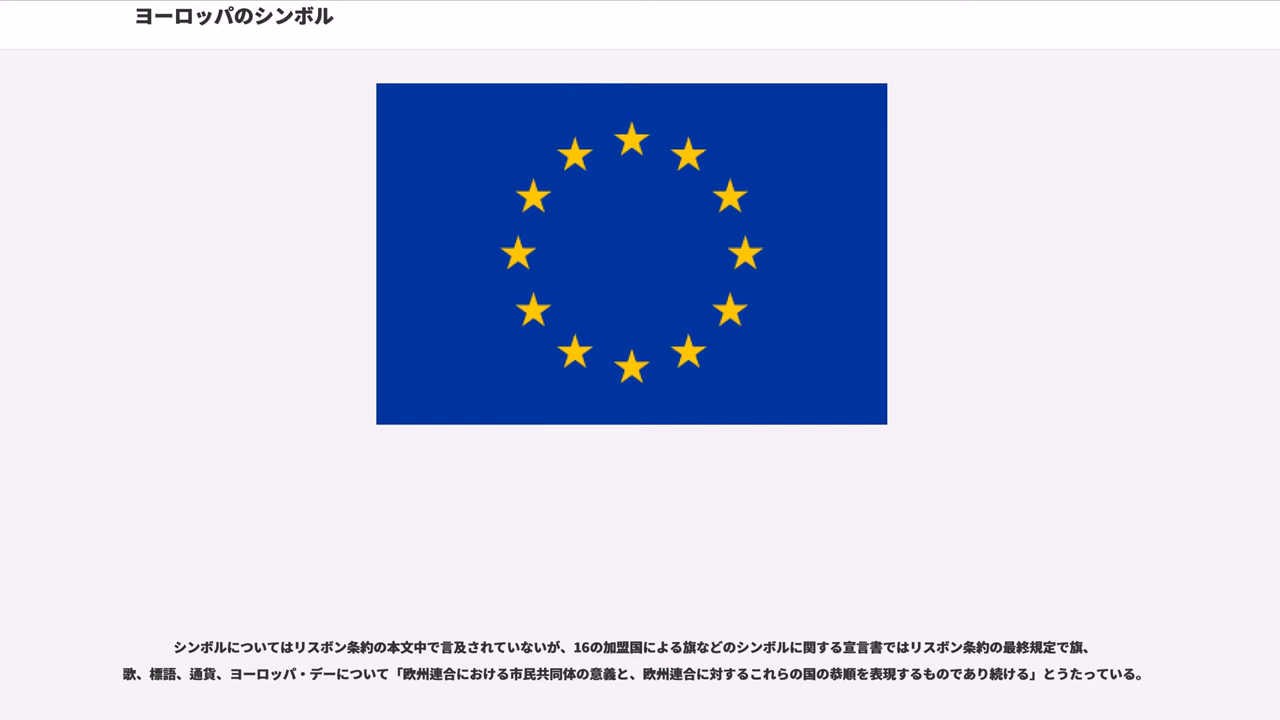 ヨーロッパのシンボル
シンボルについてはリスボン条約の本文中で言及されていないが、16の加盟国による旗などのシンボルに関する宣言書ではリスボン条約の最終規定で旗、
歌、標語、通貨、ヨーロッパ・デーについて「欧州連合における市民共同体の意義と、欧州連合に対するこれらの国の恭順を表現するものであり続ける」とうたっている。